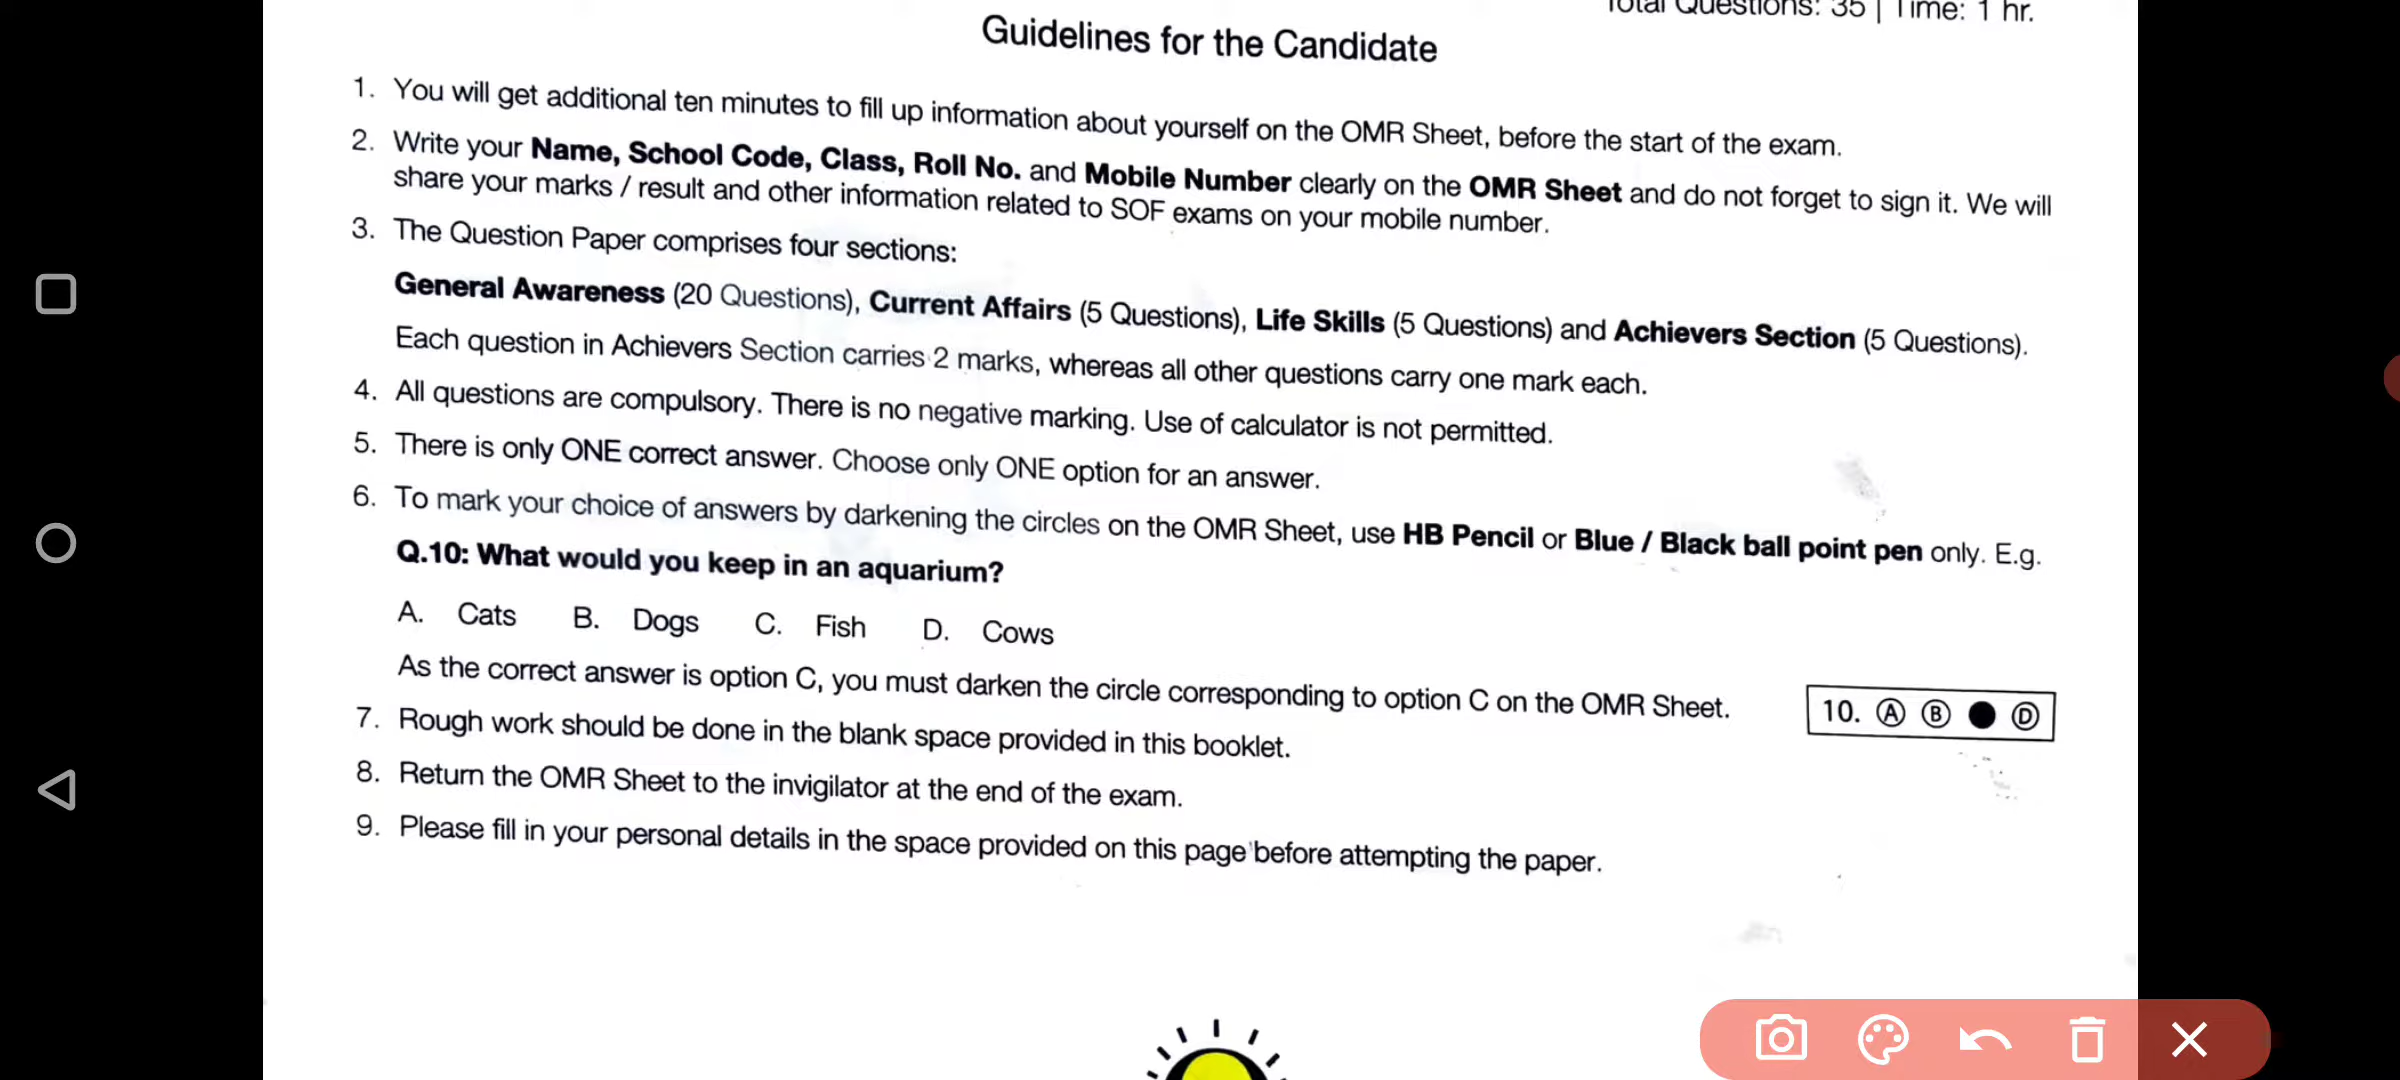 Total Questions: 35 | Time: 1 hr.
Guidelines for the Candidate
1. You will get additional ten minutes to fill up information about yourself on the OMR Sheet, before the start of the exam.
2. Write your Name, School Code, Class, Roll No. and Mobile Number clearly on the OMR Sheet and do not forget to sign it. We will
share your marks / result and other information related to SOF exams on your mobile number.
3. The Question Paper comprises four sections:
General Awareness (20 Questions), Current Affairs (5 Questions), Life Skills (5 Questions) and Achievers Section (5 Questions).
Each question in Achievers Section carries 2 marks, whereas all other questions carry one mark each.
4. All questions are compulsory. There is no negative marking. Use of calculator is not permitted.
5. There is only ONE correct answer. Choose only ONE option for an answer.
6. To mark your choice of answers by darkening the circles on the OMR Sheet, use HB Pencil or Blue / Black ball point pen only. E.g.
Q.10: What would you keep in an aquarium?
A. Cats B. Dogs C. Fish D. Cows
As the correct answer is option C, you must darken the circle corresponding to option C on the OMR Sheet.
10. A B D
7. Rough work should be done in the blank space provided in this booklet.
8. Return the OMR Sheet to the invigilator at the end of the exam.
9. Please fill in your personal details in the space provided on this page before attempting the paper.